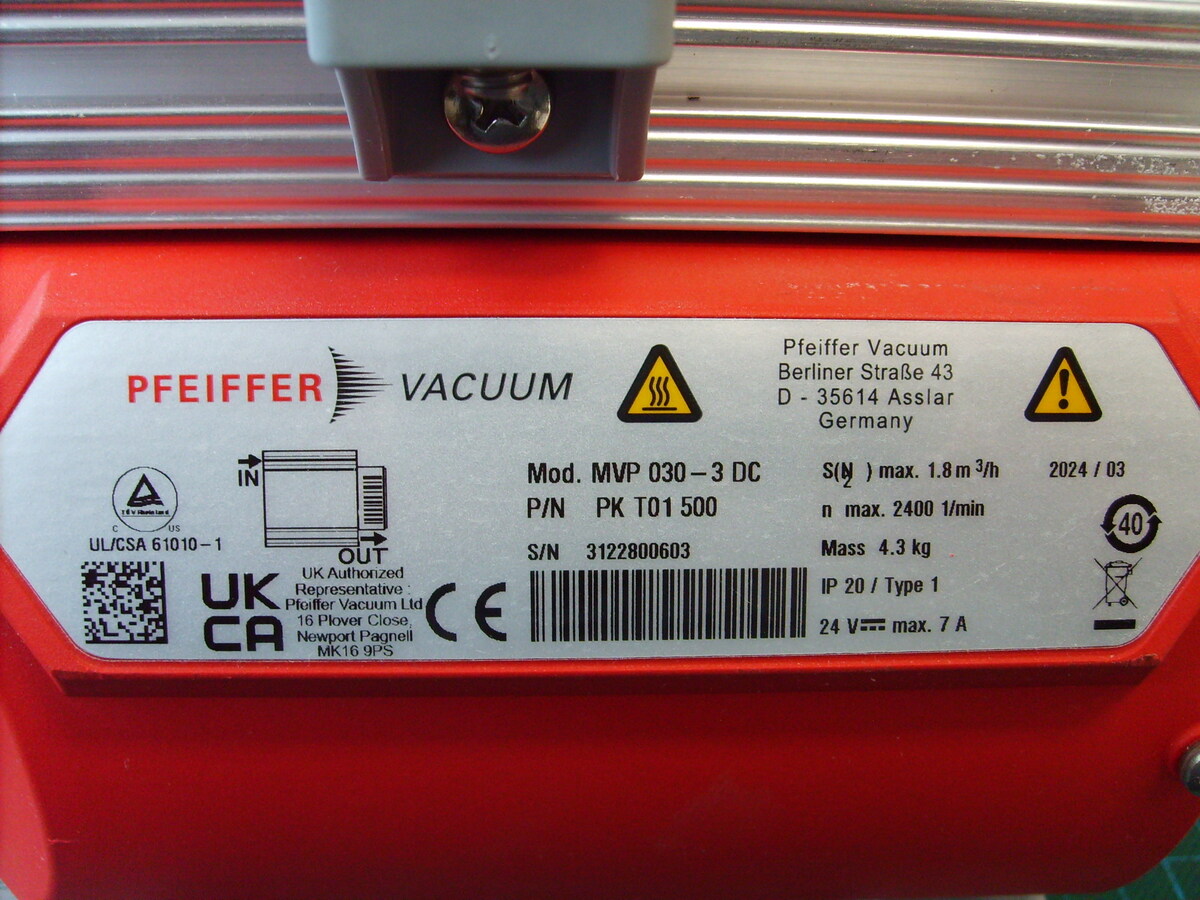 PFEIFFER VACUUM
Pfeiffer Vacuum
Berliner Straße 43
D - 35614 Asslar
Germany
IN
OUT
C US
UL/CSA 61010-1
UK
CA
UK Authorized
Representative :
Pfeiffer Vacuum Ltd
16 Plover Close,
Newport Pagnell
MK16 9PS
CE
Mod. MVP 030-3 DC
P/N PK T01 500
S/N 3122800603
S(N2) max. 1.8 m³/h
n max. 2400 1/min
Mass 4.3 kg
IP 20 / Type 1
24 V⎓ max. 7 A
2024 / 03
40